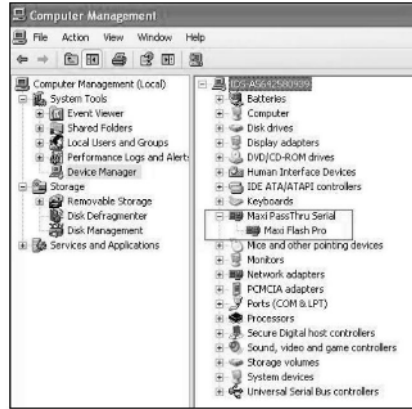 Computer Management
File Action View Window Help
Computer Management (Local)
System Tools
Event Viewer
Shared Folders
Local Users and Groups
Performance Logs and Alerts
Device Manager
Storage
Removable Storage
Disk Defragmenter
Disk Management
Services and Applications
IDS-A5642580939
Batteries
Computer
Disk drives
Display adapters
DVD/CD-ROM drives
Human Interface Devices
IDE ATA/ATAPI controllers
Keyboards
Maxi PassThru Serial
Maxi Flash Pro
Mice and other pointing devices
Monitors
Network adapters
PCMCIA adapters
Ports (COM & LPT)
Processors
Secure Digital host controllers
Sound, video and game controllers
Storage volumes
System devices
Universal Serial Bus controllers